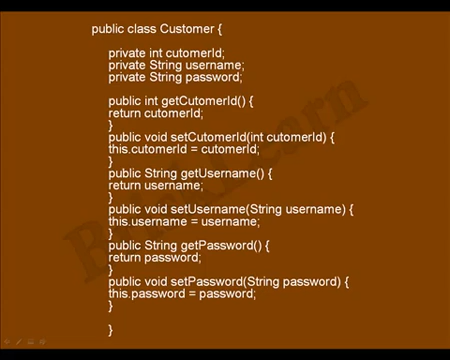 public class Customer {
private int cutomerId;
private String username;
private String password;
public int getCutomerId() {
return cutomerId;
}
public void setCutomerId(int cutomerId) {
this.cutomerId = cutomerId;
}
public String getUsername() {
return username;
}
public void setUsername(String username) {
this.username = username;
}
public String getPassword() {
return password;
}
public void setPassword(String password) {
this.password = password;
}
}